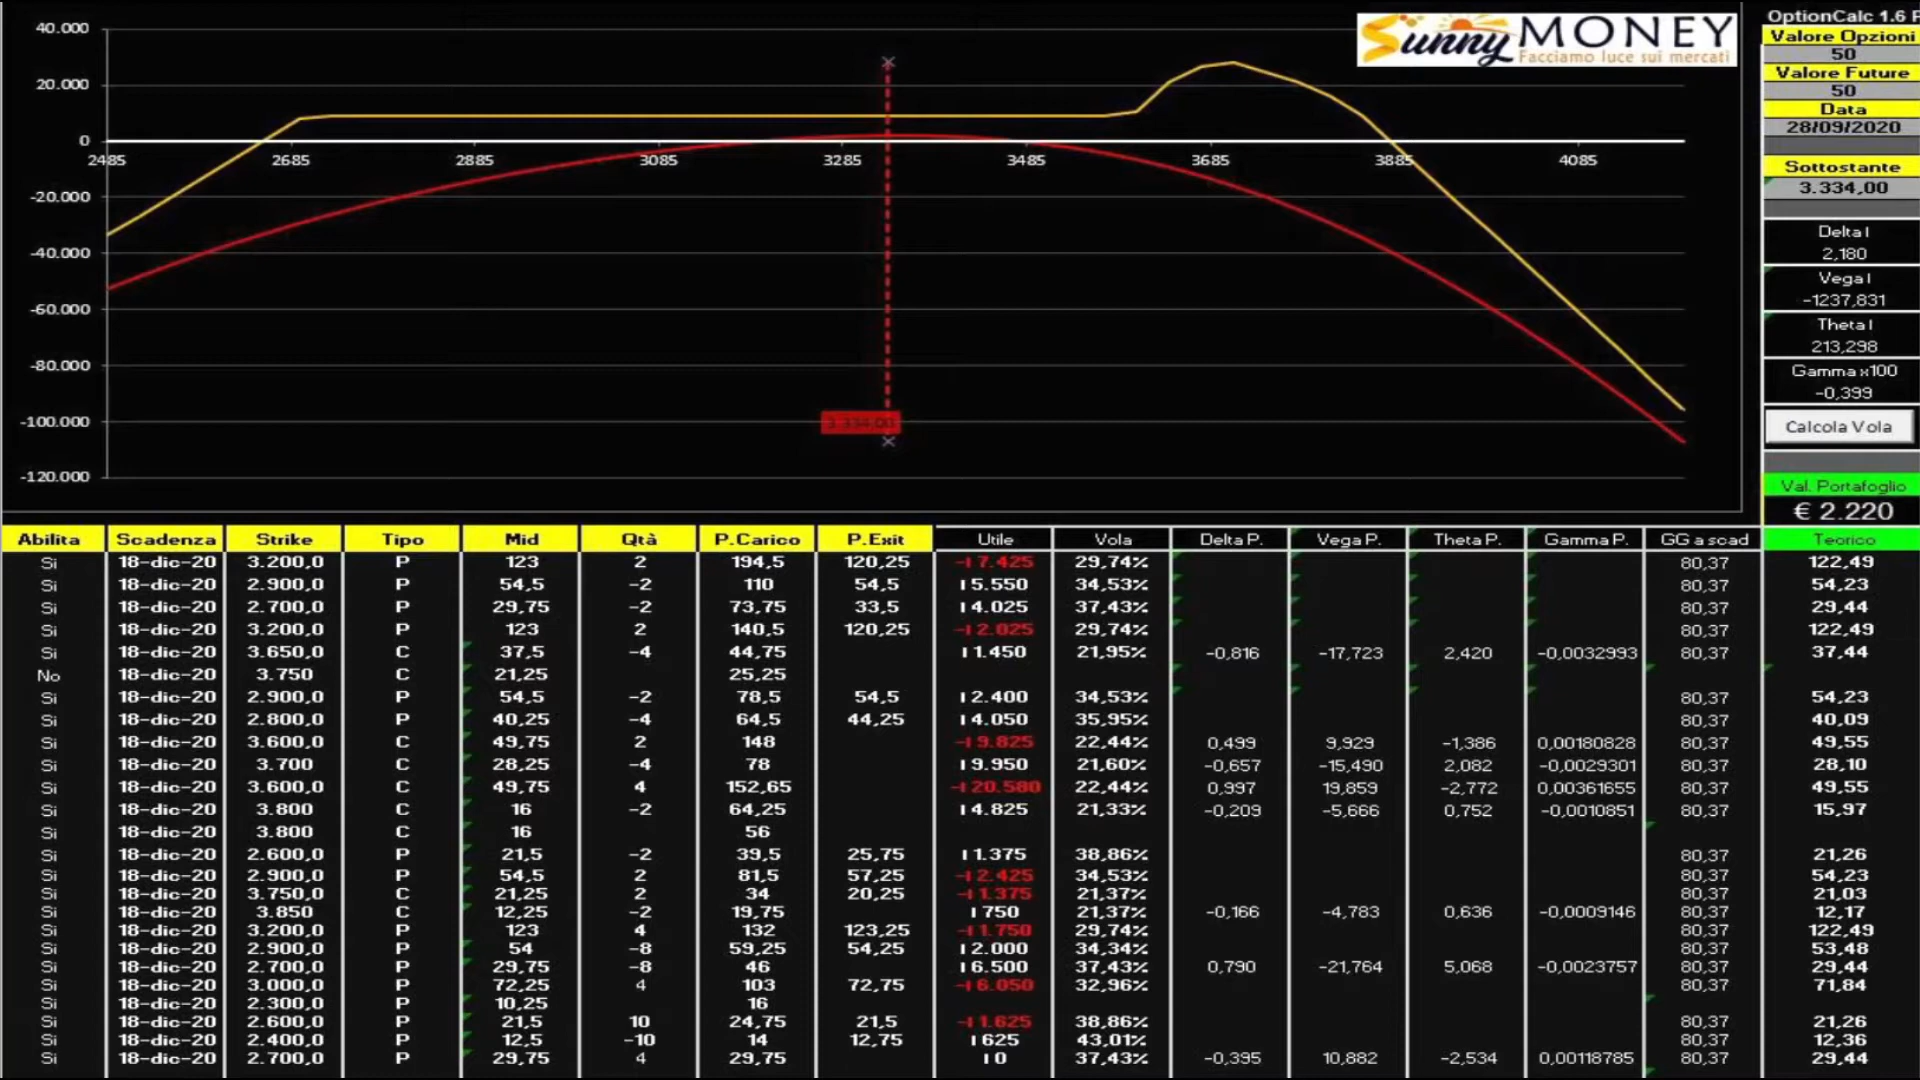 40.000
20.000
0
-20.000
-40.000
-60.000
-80.000
-100.000
-120.000
2485 2685 2885 3085 3285 3485 3685 3885 4085
3.334,00
Sunny MONEY
Facciamo luce sui mercati
OptionCalc 1.6 F
Valore Opzioni
50
Valore Future
50
Data
28/09/2020
Sottostante
3.334,00
Delta I
2,180
Vega I
-1237,831
Theta I
213,298
Gamma x100
-0,399
Calcola Vola
Val. Portafoglio
€ 2.220
Abilita Scadenza Strike Tipo Mid Qtà P.Carico P.Exit Utile Vola Delta P. Vega P. Theta P. Gamma P. GG a scad Teorico
Si 18-dic-20 3.200,0 P 123 2 194,5 120,25 -I 7.425 29,74% 80,37 122,49
Si 18-dic-20 2.900,0 P 54,5 -2 110 54,5 I 5.550 34,53% 80,37 54,23
Si 18-dic-20 2.700,0 P 29,75 -2 73,75 33,5 I 4.025 37,43% 80,37 29,44
Si 18-dic-20 3.200,0 P 123 2 140,5 120,25 -I 2.025 29,74% 80,37 122,49
Si 18-dic-20 3.650,0 C 37,5 -4 44,75 I 1.450 21,95% -0,816 -17,723 2,420 -0,0032993 80,37 37,44
No 18-dic-20 3.750 C 21,25 25,25
Si 18-dic-20 2.900,0 P 54,5 -2 78,5 54,5 I 2.400 34,53% 80,37 54,23
Si 18-dic-20 2.800,0 P 40,25 -4 64,5 44,25 I 4.050 35,95% 80,37 40,09
Si 18-dic-20 3.600,0 C 49,75 2 148 -I 9.825 22,44% 0,499 9,929 -1,386 0,00180828 80,37 49,55
Si 18-dic-20 3.700 C 28,25 -4 78 I 9.950 21,60% -0,657 -15,490 2,082 -0,0029301 80,37 28,10
Si 18-dic-20 3.600,0 C 49,75 4 152,65 -I 20.580 22,44% 0,997 19,859 -2,772 0,00361655 80,37 49,55
Si 18-dic-20 3.800 C 16 -2 64,25 I 4.825 21,33% -0,209 -5,666 0,752 -0,0010851 80,37 15,97
Si 18-dic-20 3.800 C 16 56
Si 18-dic-20 2.600,0 P 21,5 -2 39,5 25,75 I 1.375 38,86% 80,37 21,26
Si 18-dic-20 2.900,0 P 54,5 2 81,5 57,25 -I 2.425 34,53% 80,37 54,23
Si 18-dic-20 3.750,0 C 21,25 2 34 20,25 -I 1.375 21,37% 80,37 21,03
Si 18-dic-20 3.850 C 12,25 -2 19,75 I 750 21,37% -0,166 -4,783 0,636 -0,0009146 80,37 12,17
Si 18-dic-20 3.200,0 P 123 4 132 123,25 -I 1.750 29,74% 80,37 122,49
Si 18-dic-20 2.900,0 P 54 -8 59,25 54,25 I 2.000 34,34% 80,37 53,48
Si 18-dic-20 2.700,0 P 29,75 -8 46 I 6.500 37,43% 0,790 -21,764 5,068 -0,0023757 80,37 29,44
Si 18-dic-20 3.000,0 P 72,25 4 103 72,75 -I 6.050 32,96% 80,37 71,84
Si 18-dic-20 2.300,0 P 10,25 16
Si 18-dic-20 2.600,0 P 21,5 10 24,75 21,5 -I 1.625 38,86% 80,37 21,26
Si 18-dic-20 2.400,0 P 12,5 -10 14 12,75 I 625 43,01% 80,37 12,36
Si 18-dic-20 2.700,0 P 29,75 4 29,75 I 0 37,43% -0,395 10,882 -2,534 0,00118785 80,37 29,44